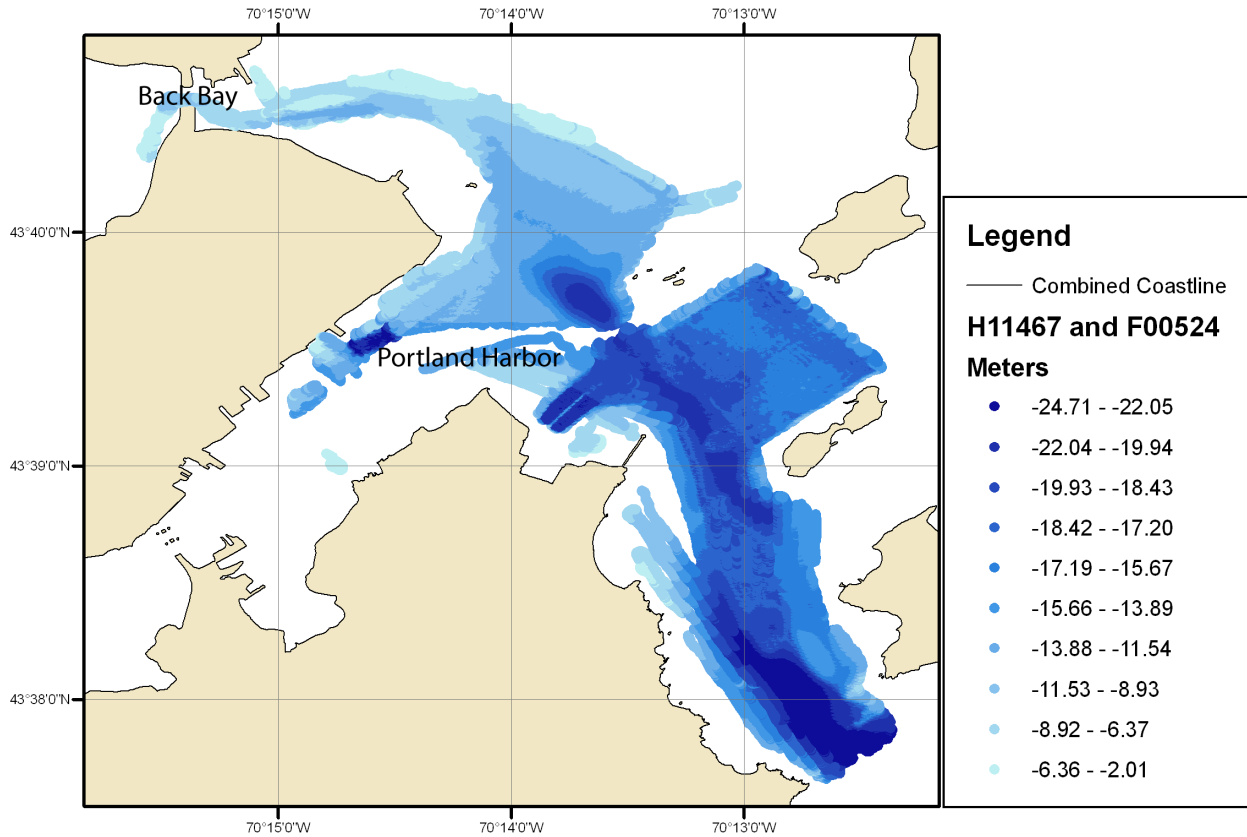 70°15'0"W 70°14'0"W 70°13'0"W
Back Bay
43°40'0"N
Portland Harbor
43°39'0"N
43°38'0"N
70°15'0"W 70°14'0"W 70°13'0"W
Legend
Combined Coastline
H11467 and F00524
Meters
-24.71 - -22.05
-22.04 - -19.94
-19.93 - -18.43
-18.42 - -17.20
-17.19 - -15.67
-15.66 - -13.89
-13.88 - -11.54
-11.53 - -8.93
-8.92 - -6.37
-6.36 - -2.01